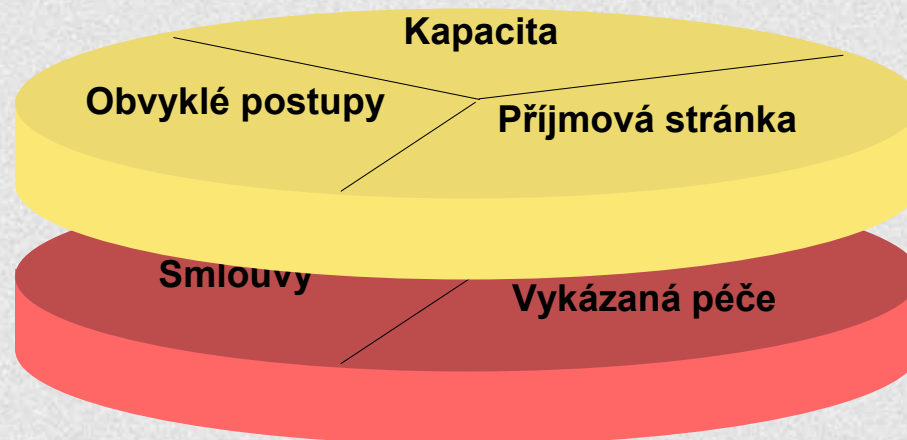 Kapacita
Obvyklé postupy
Příjmová stránka
Smlouvy
Vykázaná péče